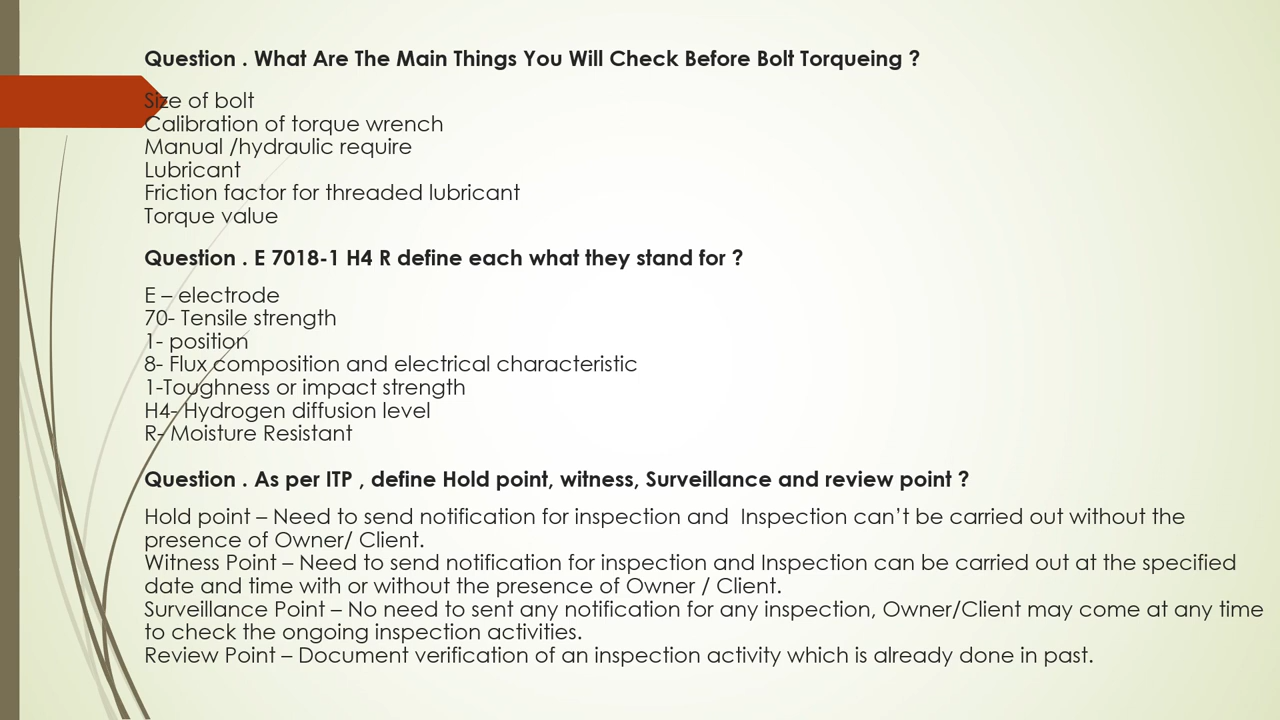 Question . What Are The Main Things You Will Check Before Bolt Torqueing ?
Size of bolt
Calibration of torque wrench
Manual /hydraulic require
Lubricant
Friction factor for threaded lubricant
Torque value
Question . E 7018-1 H4 R define each what they stand for ?
E – electrode
70- Tensile strength
1- position
8- Flux composition and electrical characteristic
1-Toughness or impact strength
H4- Hydrogen diffusion level
R- Moisture Resistant
Question . As per ITP , define Hold point, witness, Surveillance and review point ?
Hold point – Need to send notification for inspection and  Inspection can’t be carried out without the
presence of Owner/ Client.
Witness Point – Need to send notification for inspection and Inspection can be carried out at the specified
date and time with or without the presence of Owner / Client.
Surveillance Point – No need to sent any notification for any inspection, Owner/Client may come at any time
to check the ongoing inspection activities.
Review Point – Document verification of an inspection activity which is already done in past.